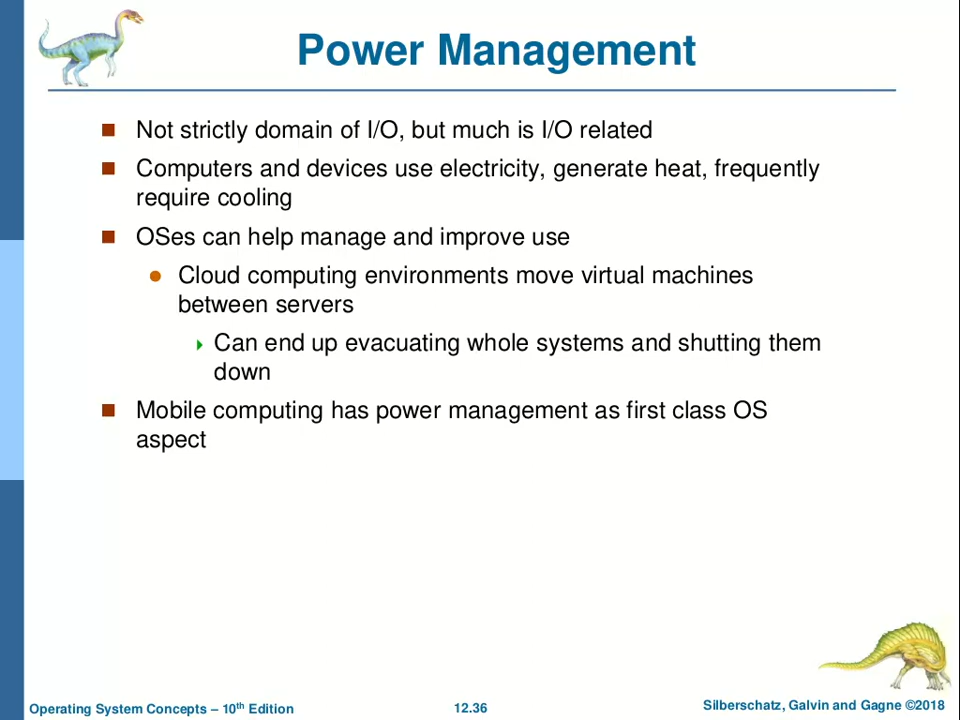 Power Management
Not strictly domain of I/O, but much is I/O related
Computers and devices use electricity, generate heat, frequently
require cooling
OSes can help manage and improve use
Cloud computing environments move virtual machines
between servers
Can end up evacuating whole systems and shutting them
down
Mobile computing has power management as first class OS
aspect
Operating System Concepts – 10th Edition
12.36
Silberschatz, Galvin and Gagne ©2018